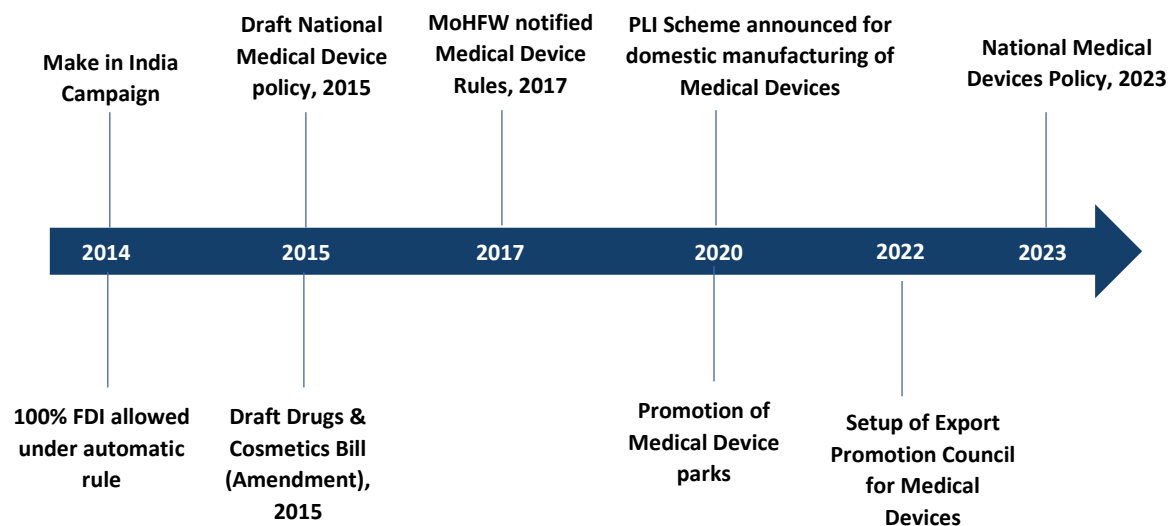 Make in India
Campaign
Draft National
Medical Device
policy, 2015
MoHFW notified
Medical Device
Rules, 2017
PLI Scheme announced for
domestic manufacturing of
Medical Devices
National Medical
Devices Policy, 2023
2014
2015
2017
2020
2022
2023
100% FDI allowed
under automatic
rule
Draft Drugs &
Cosmetics Bill
(Amendment),
2015
Promotion of
Medical Device
parks
Setup of Export
Promotion Council
for Medical
Devices